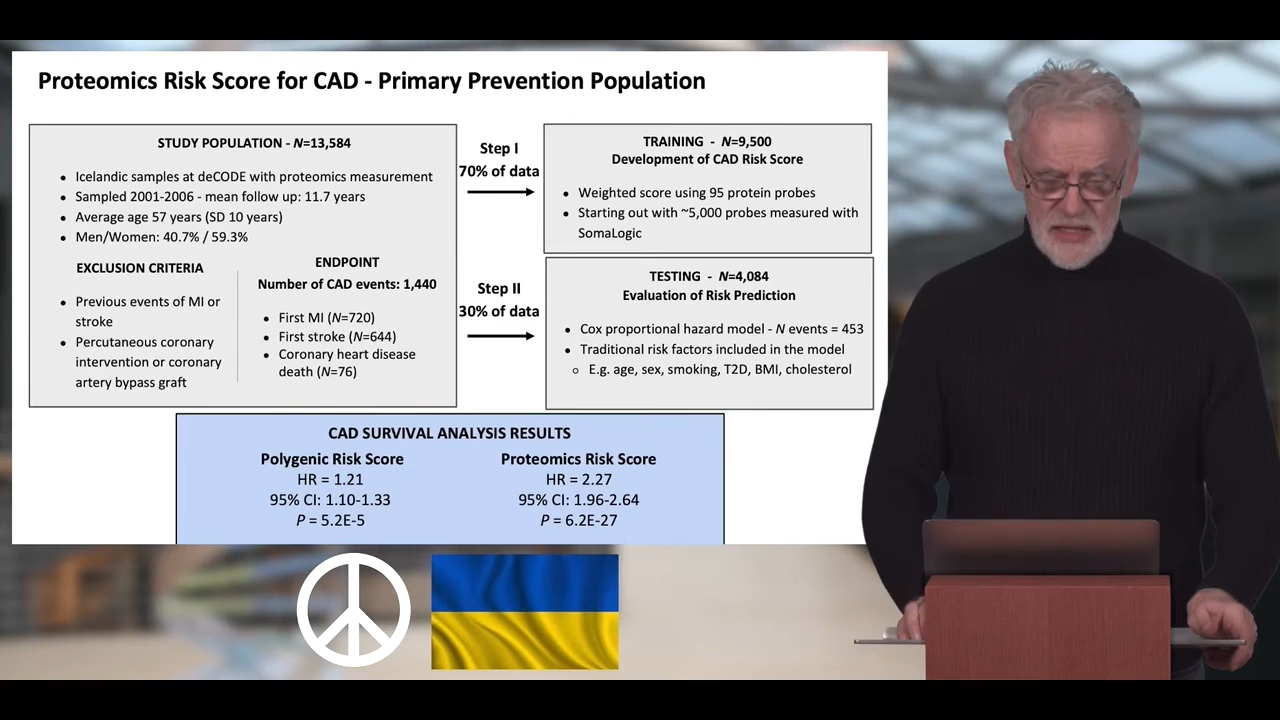 Proteomics Risk Score for CAD - Primary Prevention Population
STUDY POPULATION - N=13,584
• Icelandic samples at deCODE with proteomics measurement
• Sampled 2001-2006 - mean follow up: 11.7 years
• Average age 57 years (SD 10 years)
• Men/Women: 40.7% / 59.3%
EXCLUSION CRITERIA
• Previous events of MI or
stroke
• Percutaneous coronary
intervention or coronary
artery bypass graft
ENDPOINT
Number of CAD events: 1,440
• First MI (N=720)
• First stroke (N=644)
• Coronary heart disease
death (N=76)
Step I
70% of data
Step II
30% of data
TRAINING - N=9,500
Development of CAD Risk Score
• Weighted score using 95 protein probes
• Starting out with ~5,000 probes measured with
SomaLogic
TESTING - N=4,084
Evaluation of Risk Prediction
• Cox proportional hazard model - N events = 453
• Traditional risk factors included in the model
○ E.g. age, sex, smoking, T2D, BMI, cholesterol
CAD SURVIVAL ANALYSIS RESULTS
Polygenic Risk Score
HR = 1.21
95% CI: 1.10-1.33
P = 5.2E-5
Proteomics Risk Score
HR = 2.27
95% CI: 1.96-2.64
P = 6.2E-27